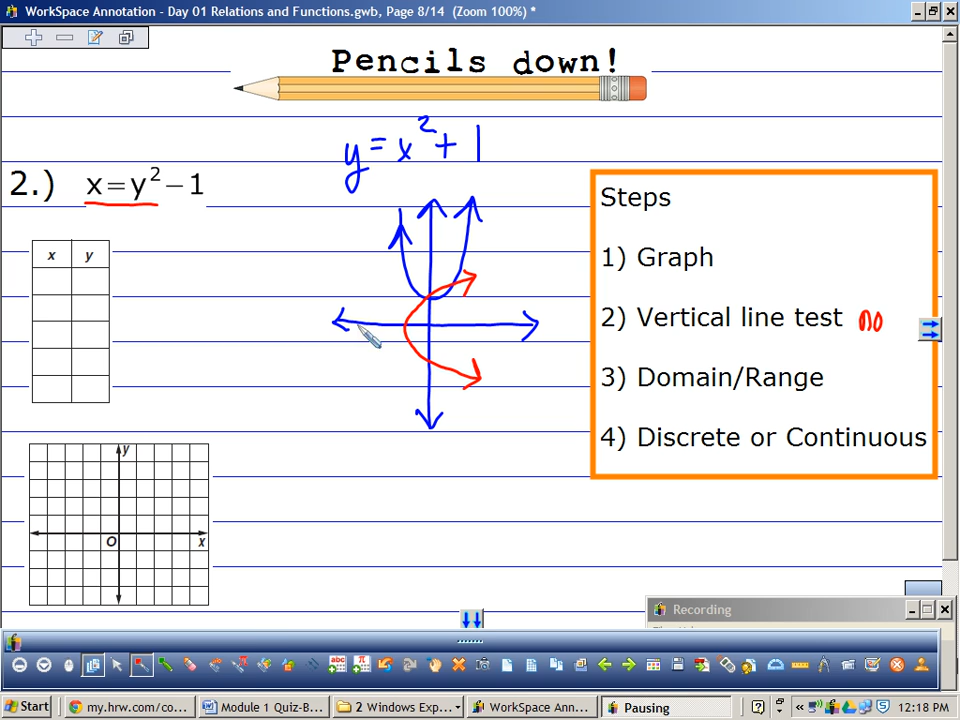 WorkSpace Annotation - Day 01 Relations and Functions.gwb, Page 8/14 (Zoom 100%) *
Pencils down!
y = x² + 1
2.) x = y² – 1
Steps
1) Graph
2) Vertical line test no
3) Domain/Range
4) Discrete or Continuous
x y
y
O x
Recording
abc
π
Start
my.hrw.com/co...
Module 1 Quiz-B...
2 Windows Exp...
WorkSpace Ann...
Pausing
12:18 PM